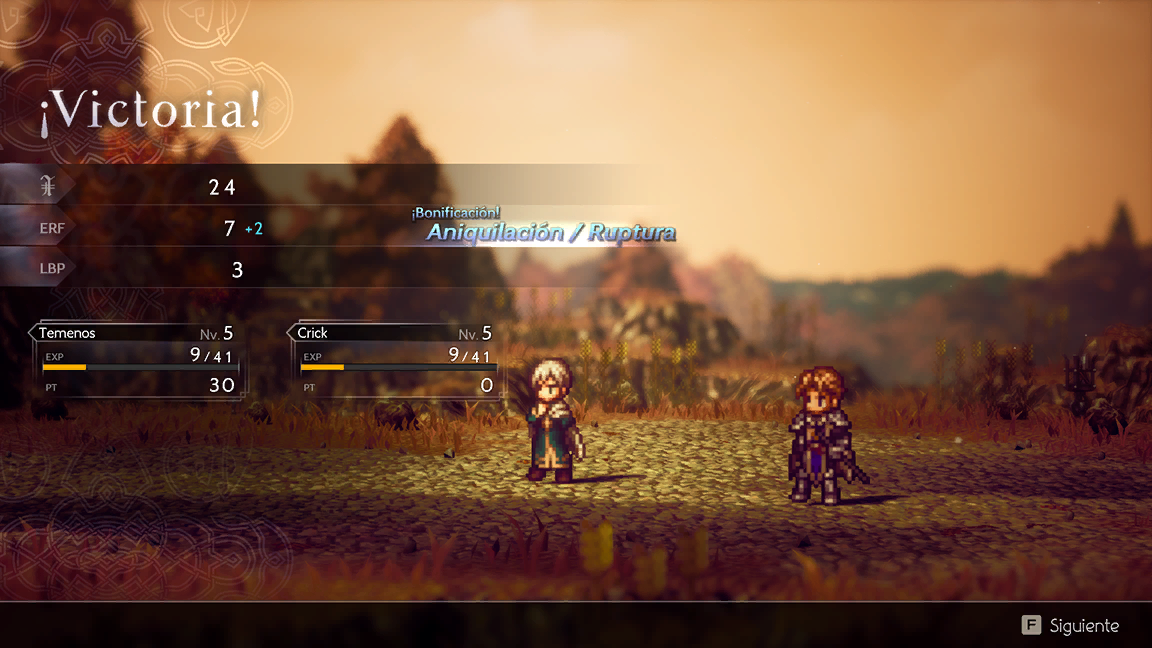 ¡Victoria!
24
ERF 7 +2
¡Bonificación!
Aniquilación / Ruptura
LBP 3
Temenos Nv. 5
EXP 9/41
PT 30
Crick Nv. 5
EXP 9/41
PT 0
F Siguiente